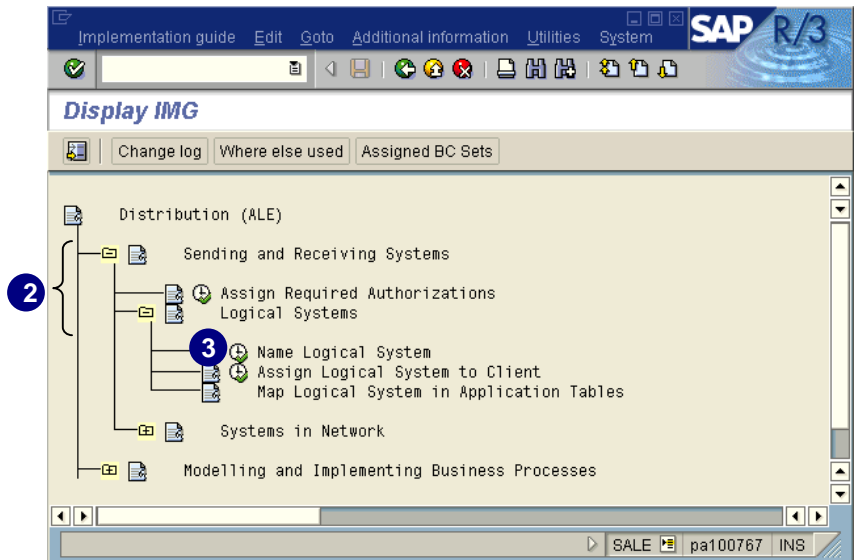 Implementation guide Edit Goto Additional information Utilities System SAP R/3
Display IMG
Change log Where else used Assigned BC Sets
Distribution (ALE)
Sending and Receiving Systems
2
Assign Required Authorizations
Logical Systems
3 Name Logical System
Assign Logical System to Client
Map Logical System in Application Tables
Systems in Network
Modelling and Implementing Business Processes
SALE pa100767 INS